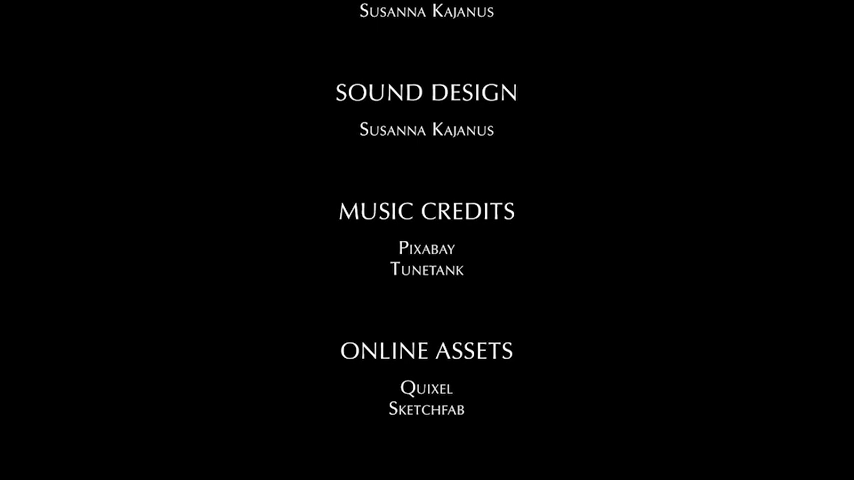 Susanna Kajanus
SOUND DESIGN
Susanna Kajanus
MUSIC CREDITS
Pixabay
Tunetank
ONLINE ASSETS
Quixel
Sketchfab